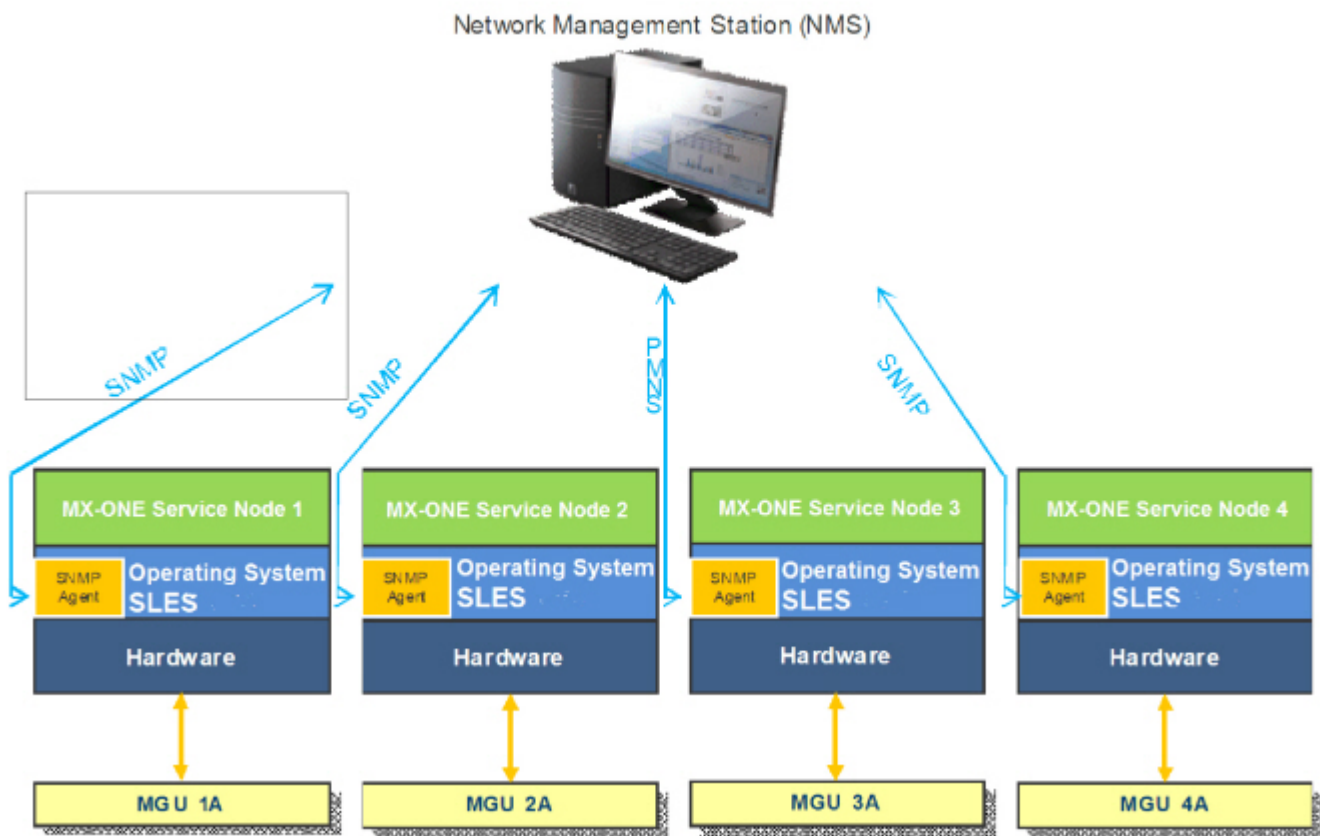 Network Management Station (NMS)
SNMP
SNMP
PMNS
SNMP
MX-ONE Service Node 1
MX-ONE Service Node 2
MX-ONE Service Node 3
MX-ONE Service Node 4
SNMP
Agent
Operating System
SLES
SNMP
Agent
Operating System
SLES
SNMP
Agent
Operating System
SLES
SNMP
Agent
Operating System
SLES
Hardware
Hardware
Hardware
Hardware
MGU 1A
MGU 2A
MGU 3A
MGU 4A